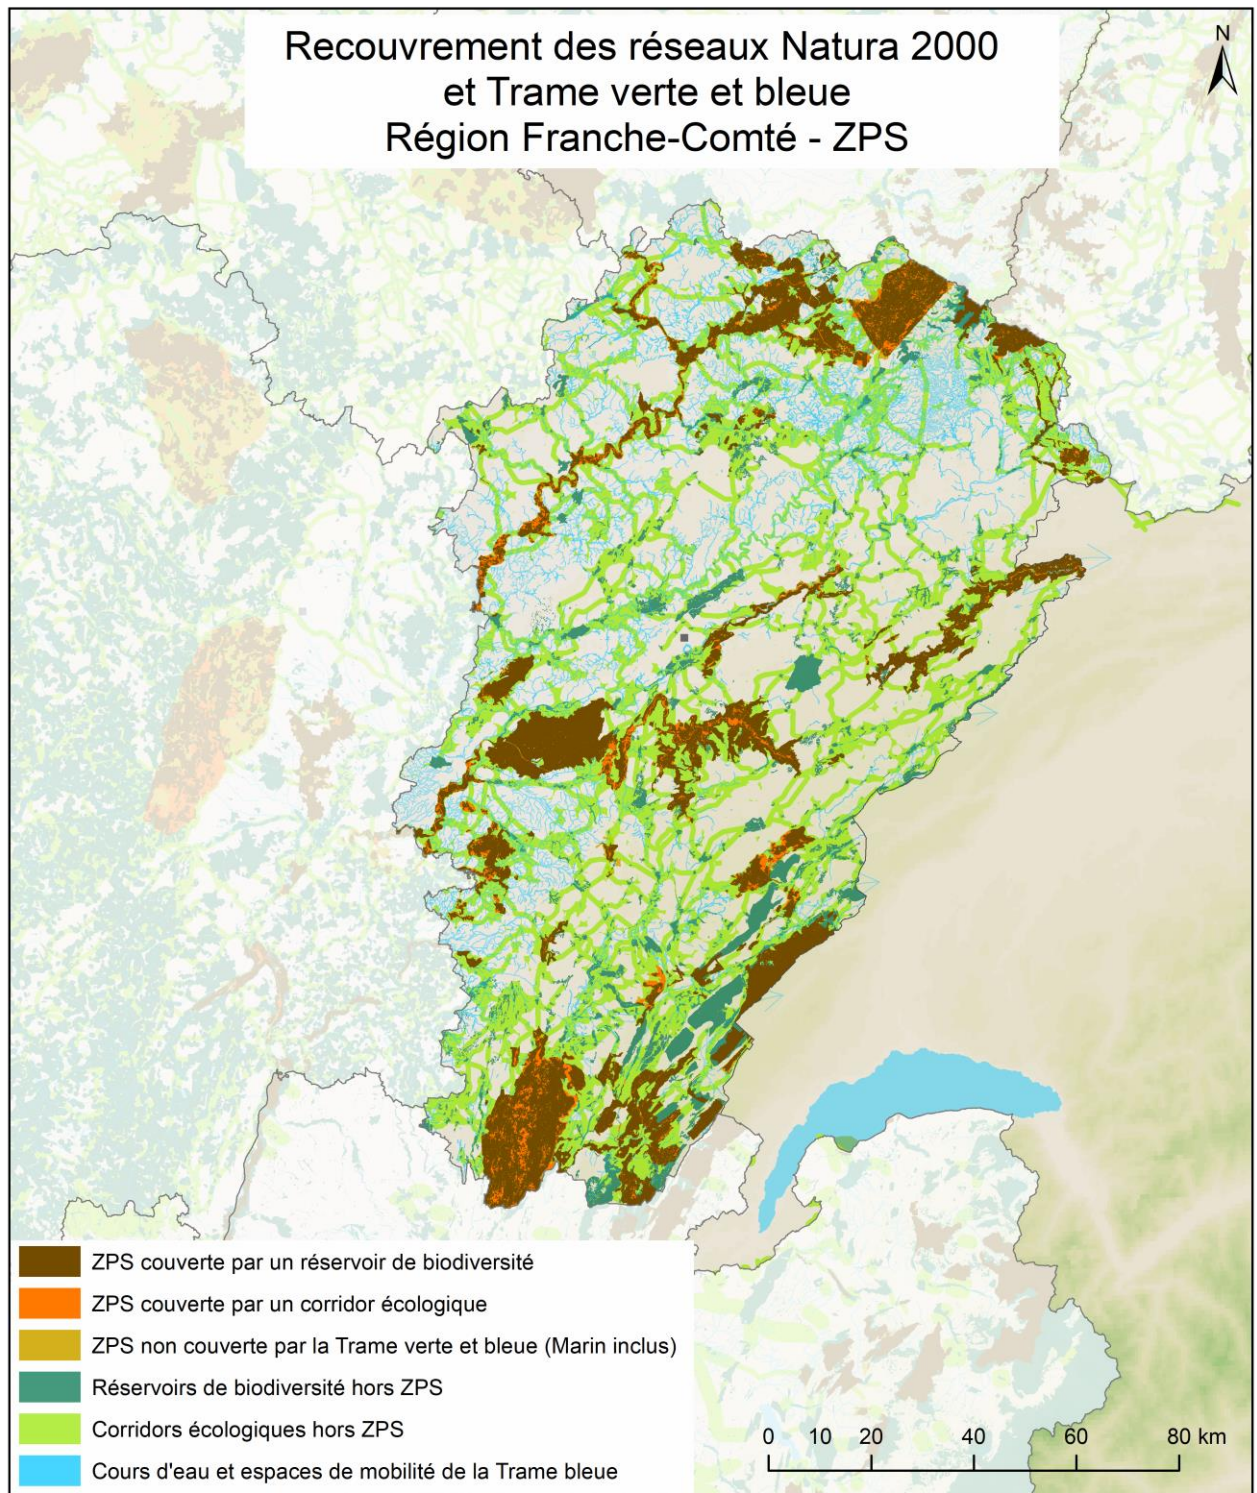 Recouvrement des réseaux Natura 2000
et Trame verte et bleue
Région Franche-Comté - ZPS
N
ZPS couverte par un réservoir de biodiversité
ZPS couverte par un corridor écologique
ZPS non couverte par la Trame verte et bleue (Marin inclus)
Réservoirs de biodiversité hors ZPS
Corridors écologiques hors ZPS
Cours d'eau et espaces de mobilité de la Trame bleue
0 10 20 40 60 80 km